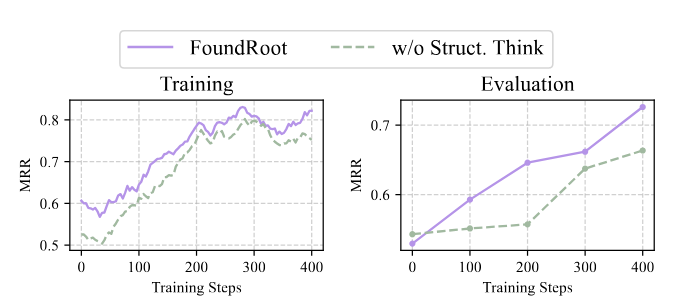 FoundRoot w/o Struct. Think
Training
MRR
0.8
0.7
0.6
0.5
0 100 200 300 400
Training Steps
Evaluation
MRR
0.7
0.6
0 100 200 300 400
Training Steps